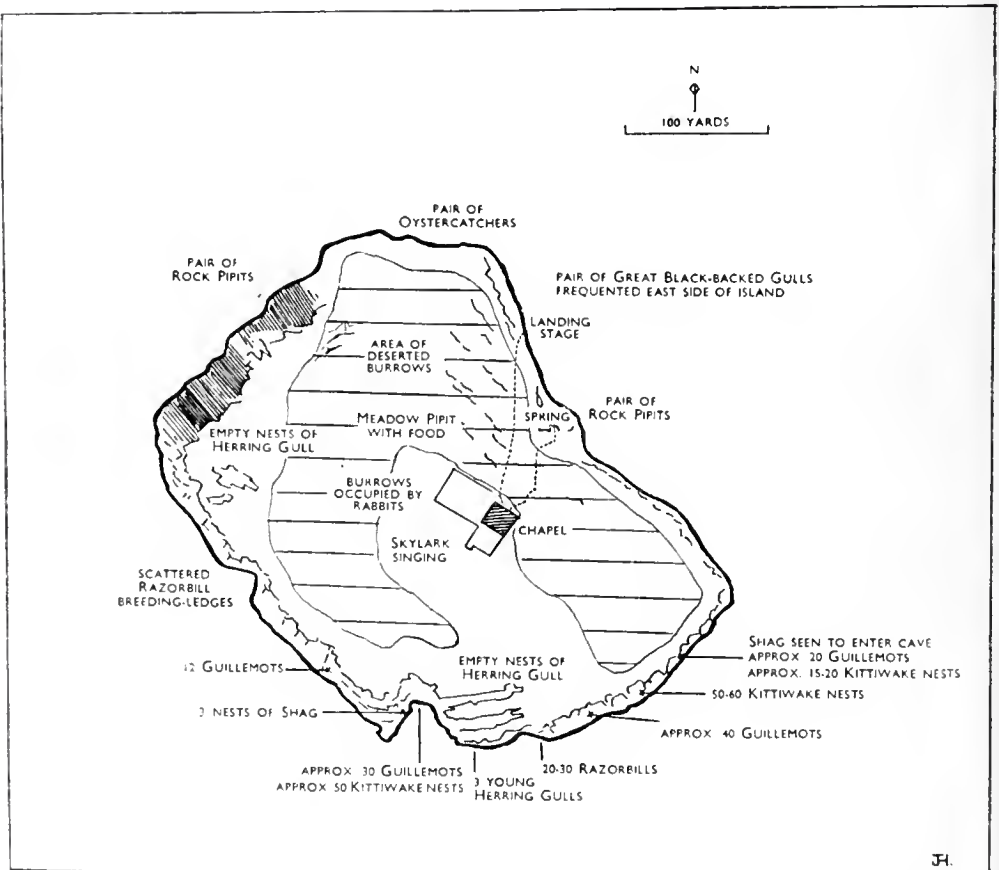 N
100 YARDS
PAIR OF
OYSTERCATCHERS
PAIR OF
ROCK PIPITS
PAIR OF GREAT BLACK-BACKED GULLS
FREQUENTED EAST SIDE OF ISLAND
LANDING
STAGE
AREA OF
DESERTED
BURROWS
PAIR OF
ROCK PIPITS
SPRING
MEADOW PIPIT
WITH FOOD
EMPTY NESTS OF
HERRING GULL
BURROWS
OCCUPIED BY
RABBITS
CHAPEL
SKYLARK
SINGING
SCATTERED
RAZORBILL
BREEDING-LEDGES
SHAG SEEN TO ENTER CAVE
APPROX 20 GUILLEMOTS
APPROX. 15-20 KITTIWAKE NESTS
12 GUILLEMOTS
EMPTY NESTS OF
HERRING GULL
50-60 KITTIWAKE NESTS
3 NESTS OF SHAG
APPROX 40 GUILLEMOTS
APPROX 30 GUILLEMOTS
APPROX 50 KITTIWAKE NESTS
3 YOUNG
HERRING GULLS
20-30 RAZORBILLS
JH.